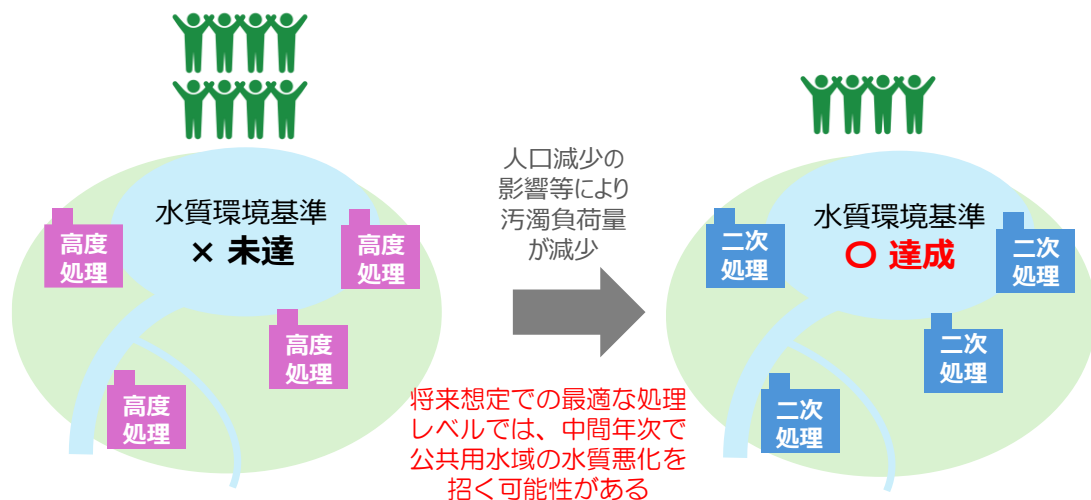 水質環境基準
× 未達
高度
処理
高度
処理
高度
処理
高度
処理
人口減少の
影響等により
汚濁負荷量
が減少
将来想定での最適な処理
レベルでは、中間年次で
公共用水域の水質悪化を
招く可能性がある
水質環境基準
〇 達成
二次
処理
二次
処理
二次
処理
二次
処理